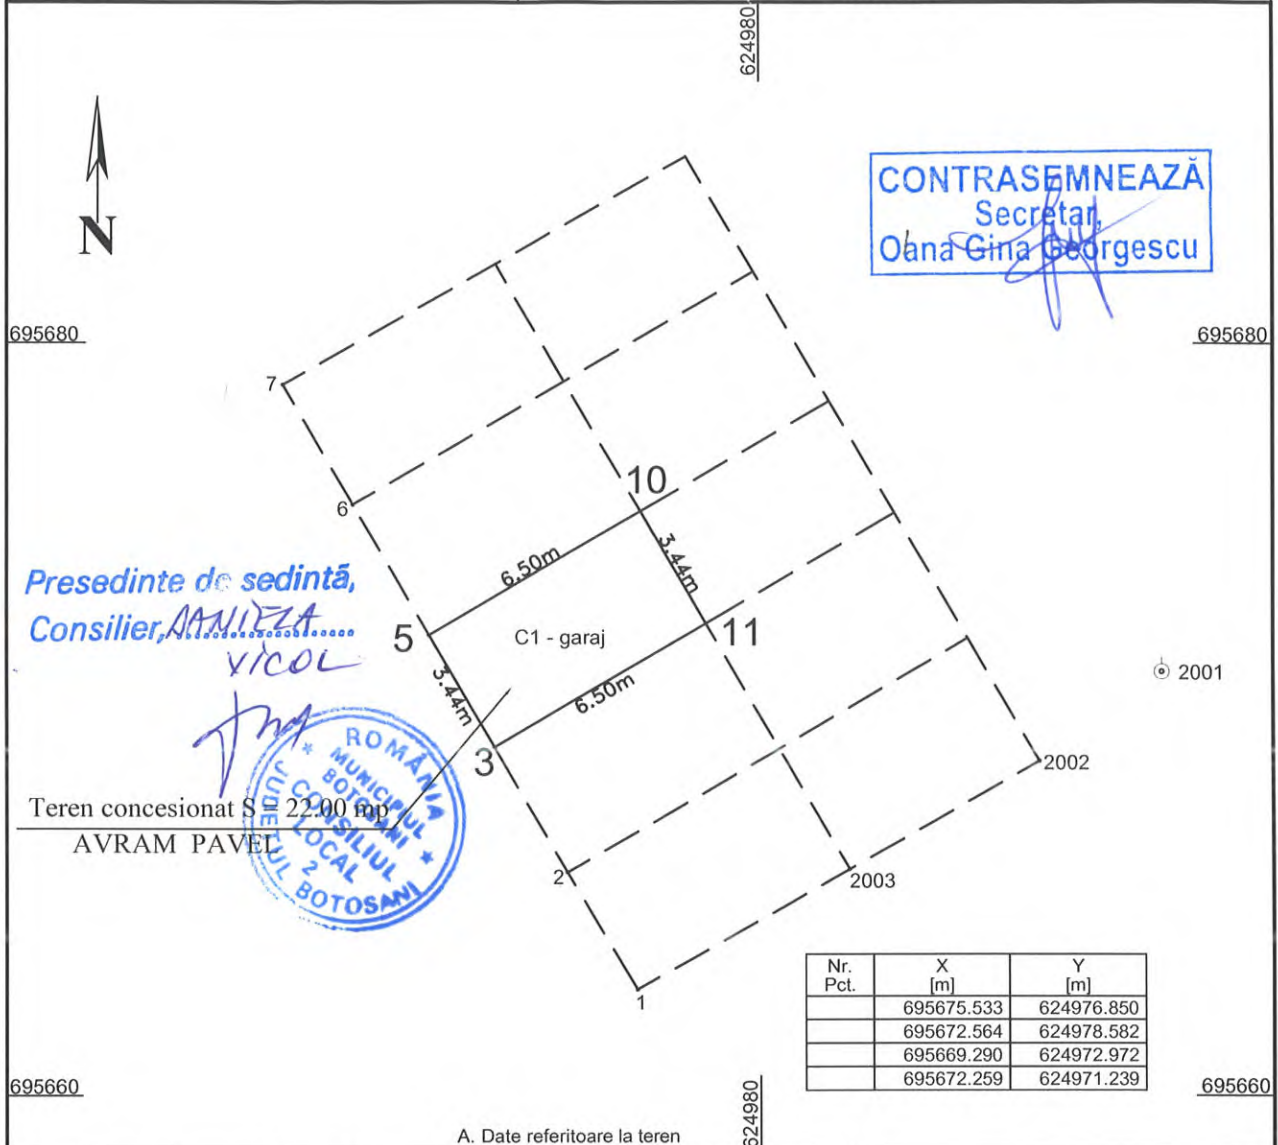 624980
CONTRASEMNEAZĂ
Secretar,
Oana Gina Georgescu
N
695680
695680
7
6
10
6.50m
3.44m
Presedinte de sedintă,
Consilier, DANIELA
VICOL
5
C1 - garaj
11
3.44m
6.50m
2001
3
2002
ROMÂNIA
JUDEŢUL BOTOSANI
MUNICIPIUL
BOTOSANI
CONSILIUL
LOCAL
2
Teren concesionat S = 22.00 mp
AVRAM PAVEL
2
2003
1
Nr. Pct. X [m] Y [m]
695675.533 624976.850
695672.564 624978.582
695669.290 624972.972
695672.259 624971.239
695660
695660
624980
A. Date referitoare la teren